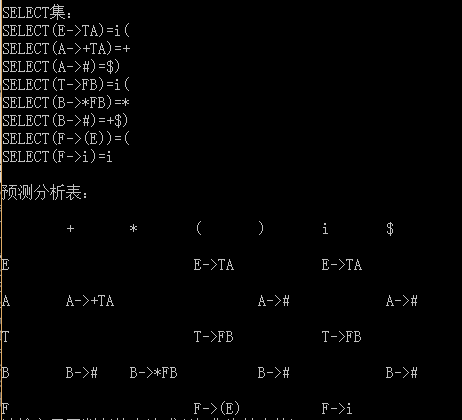 SELECT集:
SELECT(E->TA)=i(
SELECT(A->+TA)=+
SELECT(A->#)=$)
SELECT(T->FB)=i(
SELECT(B->*FB)=*
SELECT(B->#)=+$)
SELECT(F->(E))=(
SELECT(F->i)=i
预测分析表:
+ * ( ) i $
E E->TA E->TA
A A->+TA A-># A->#
T T->FB T->FB
B B-># B->*FB B-># B->#
F F->(E) F->i